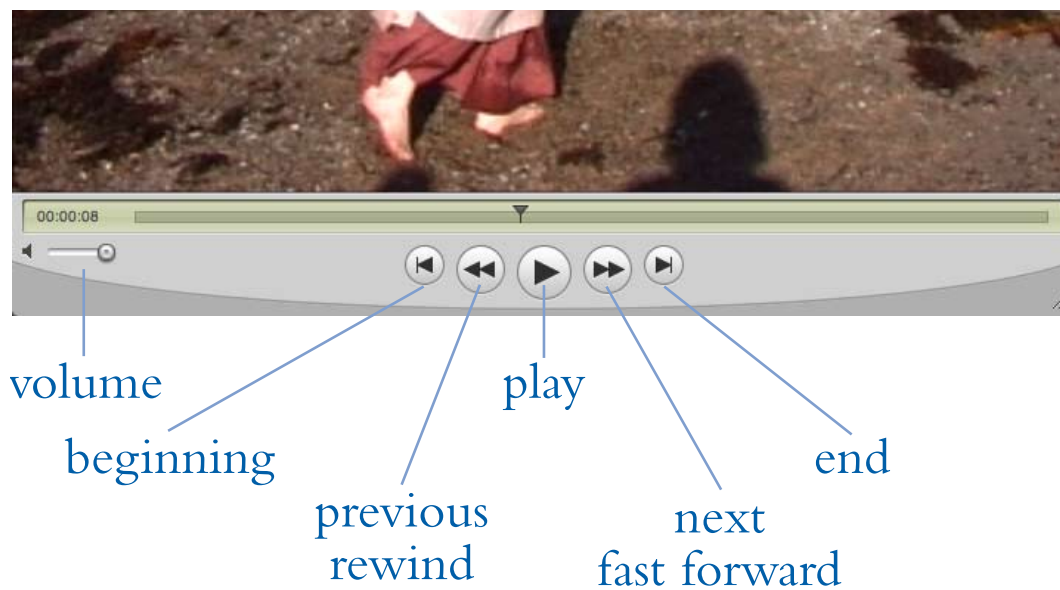 00:00:08
volume
play
beginning
end
previous
rewind
next
fast forward